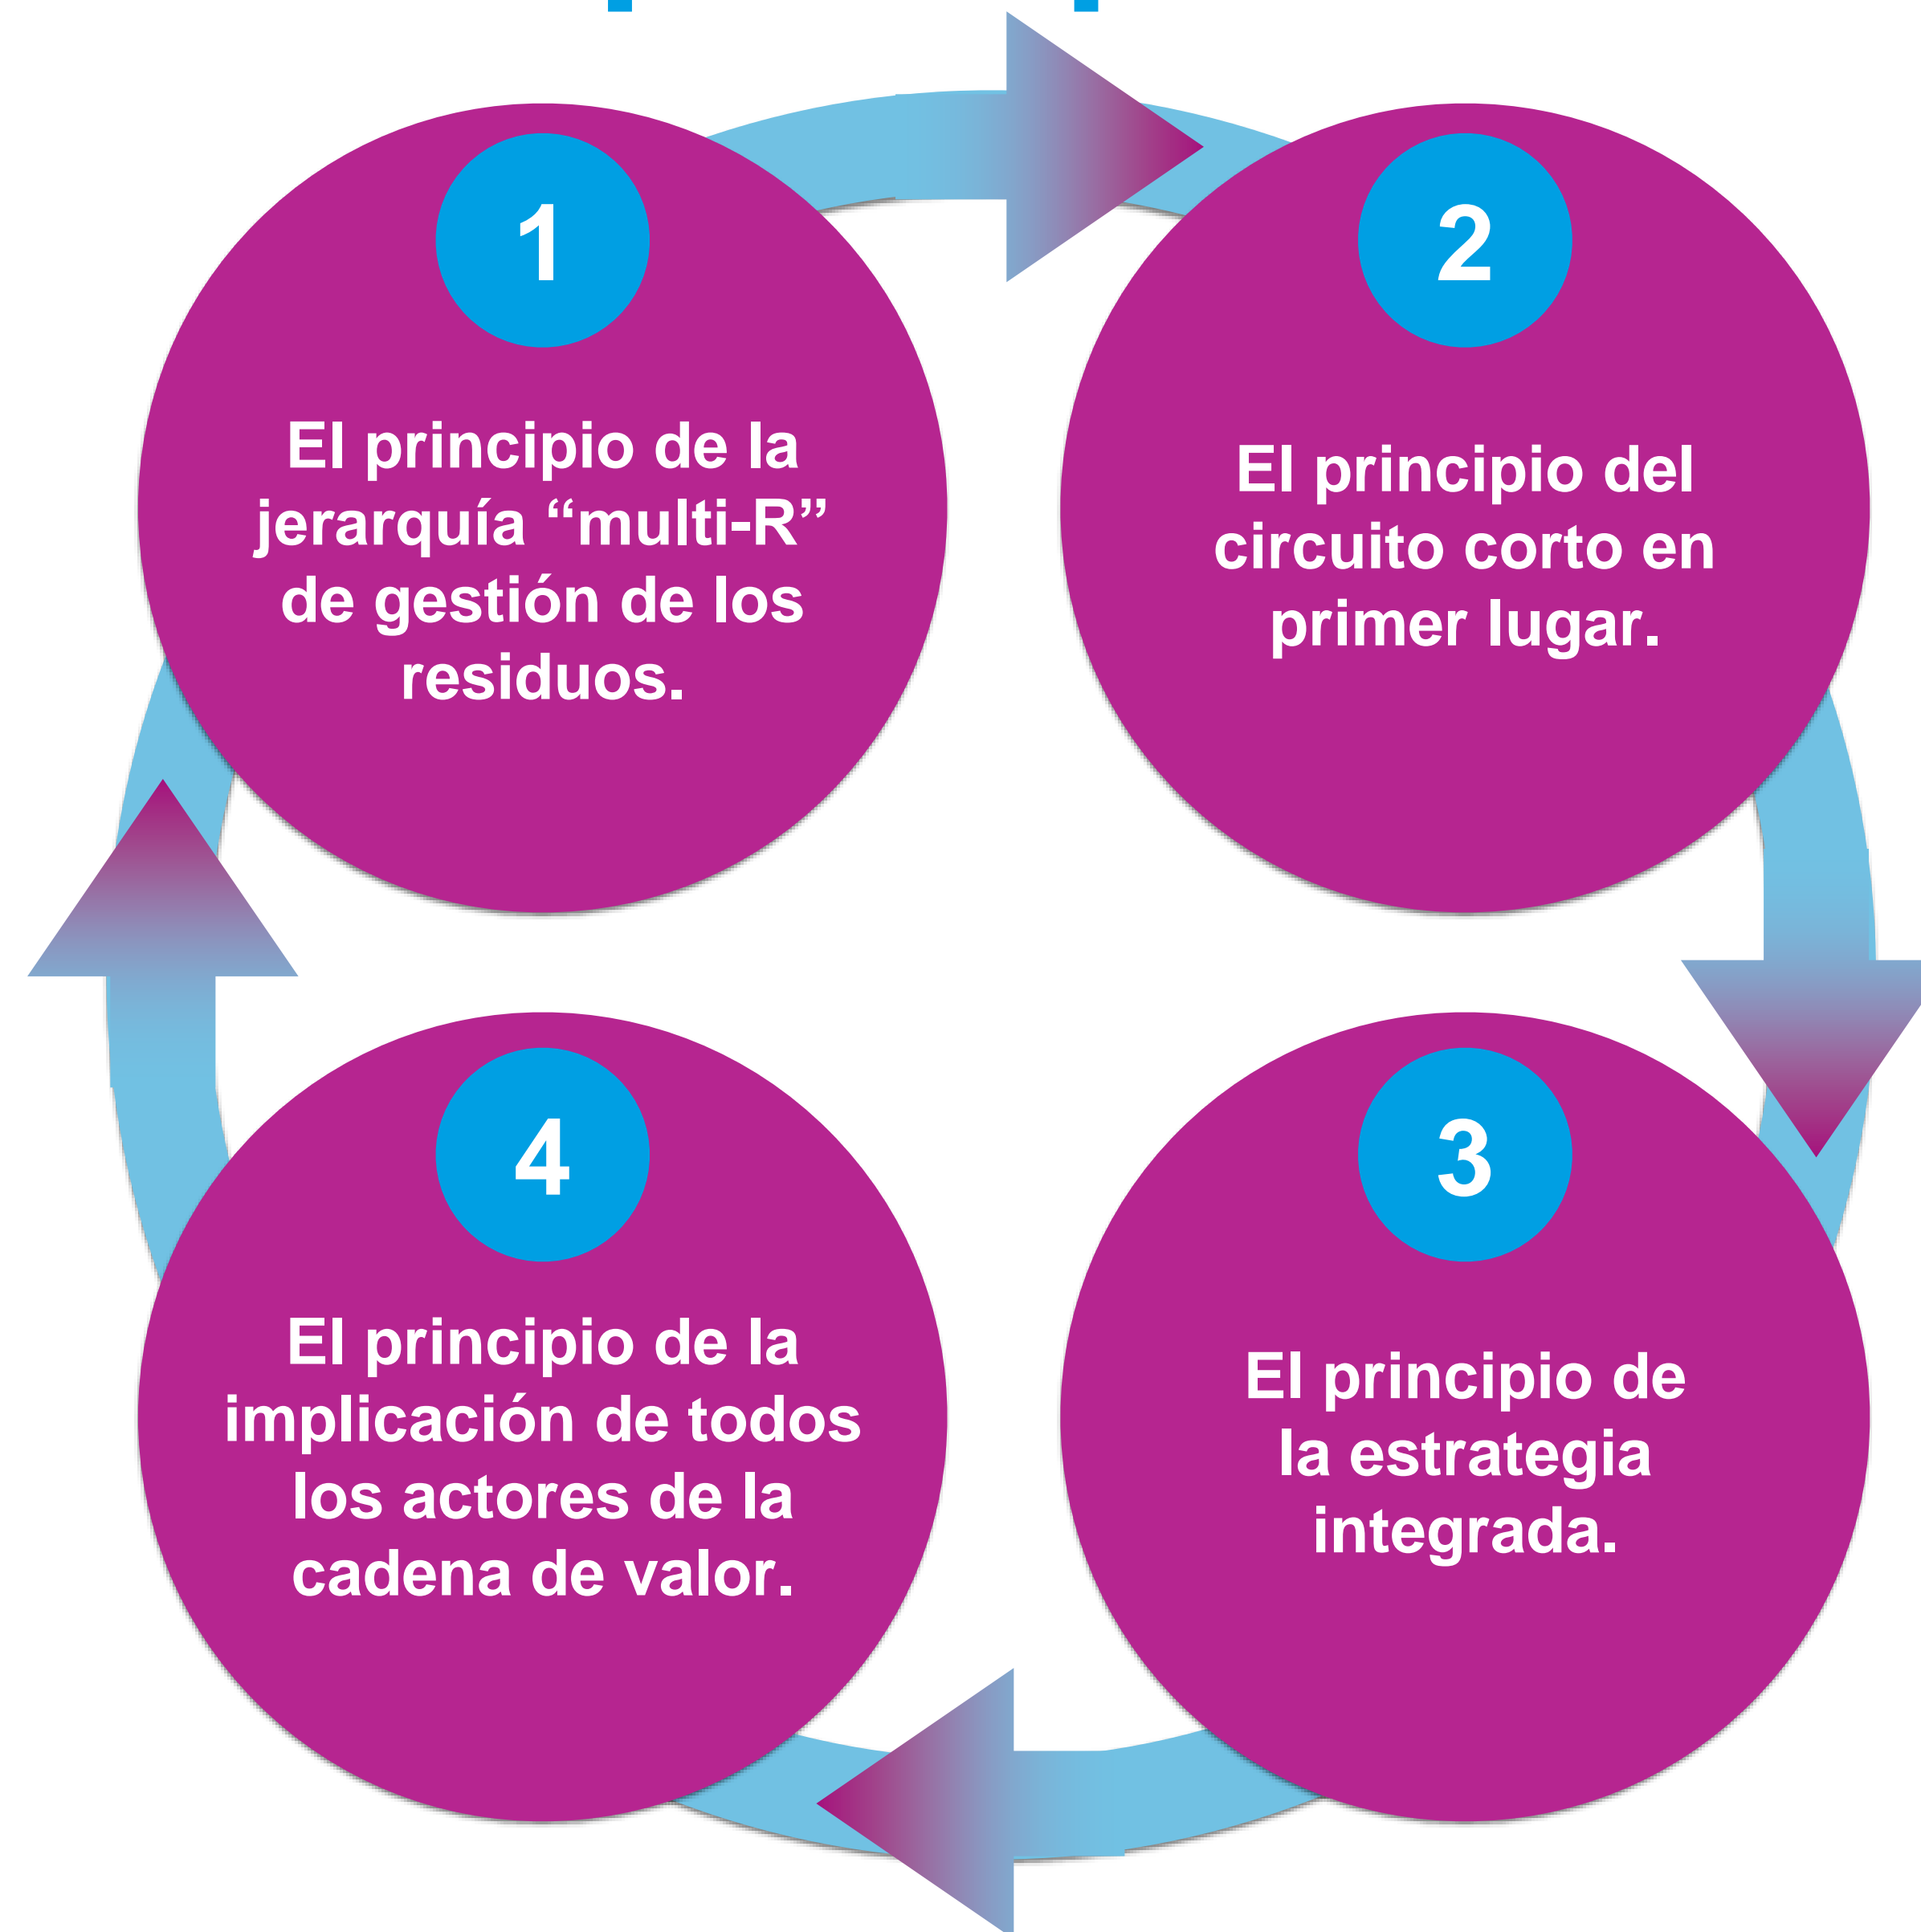 1
El principio de la
jerarquía “multi-R”
de gestión de los
residuos.
2
El principio del
circuito corto en
primer lugar.
3
El principio de
la estrategia
integrada.
4
El principio de la
implicación de todos
los actores de la
cadena de valor.